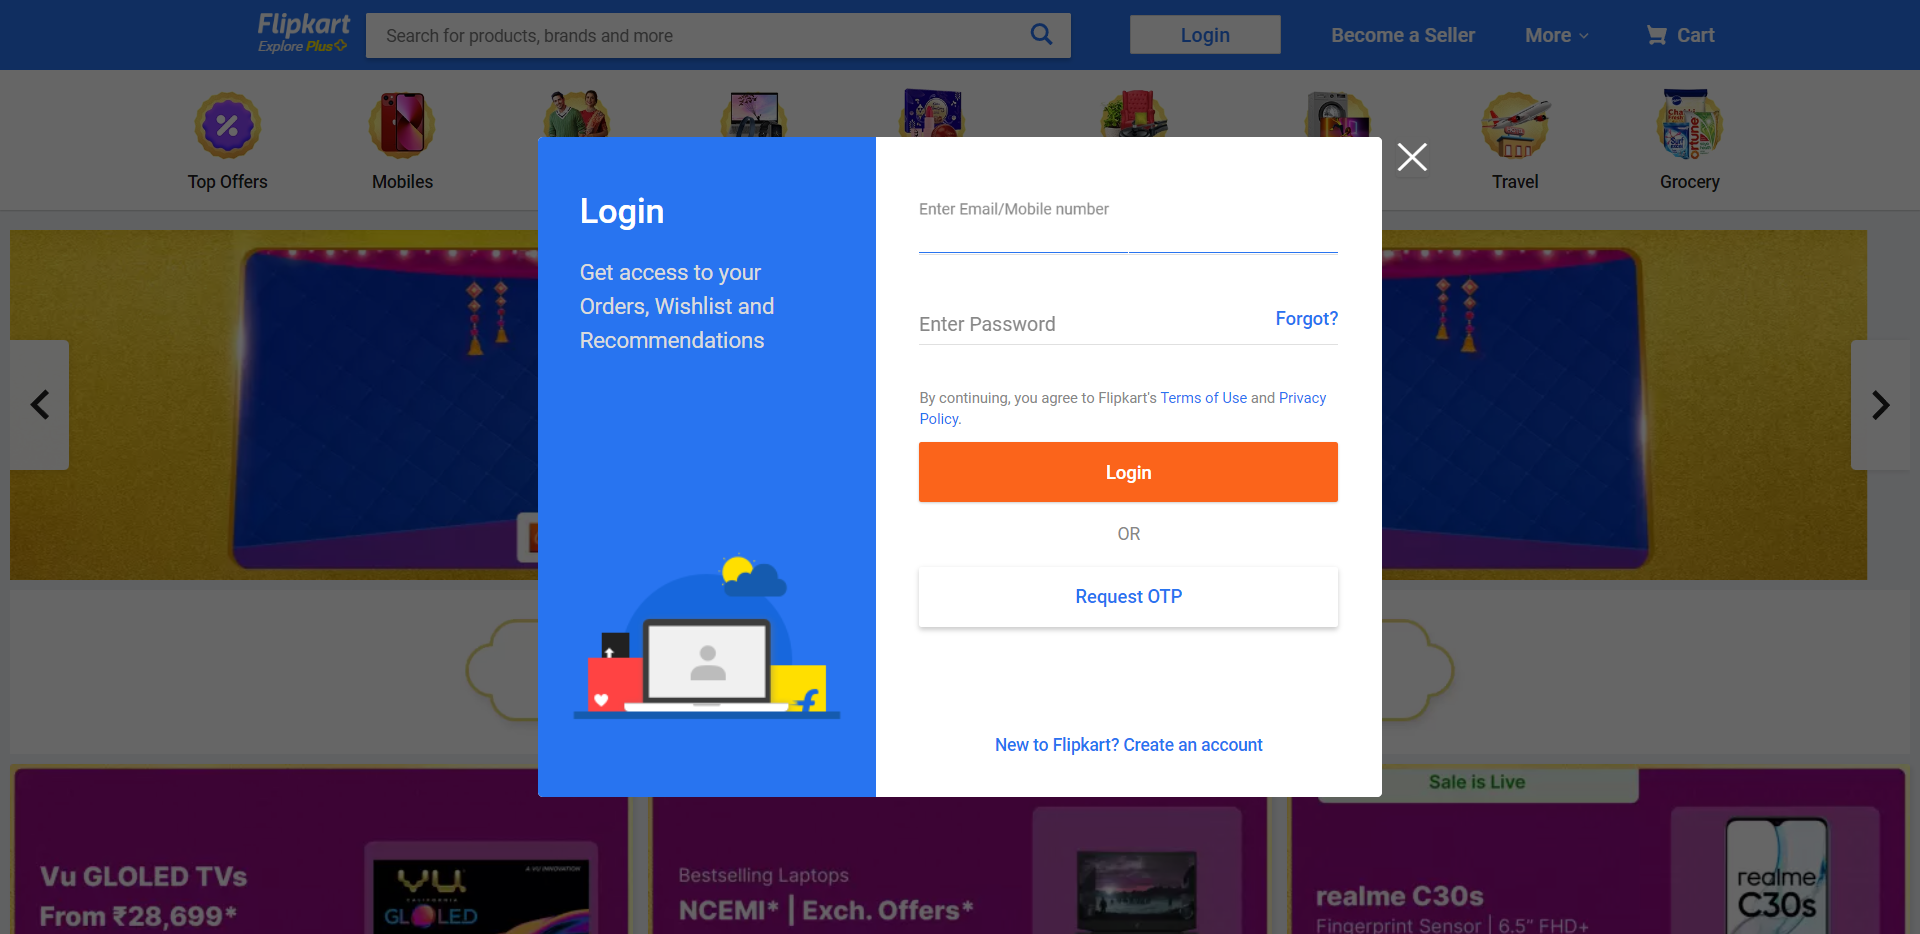 Flipkart
Explore Plus
Search for products, brands and more
Login
Become a Seller
More
Cart
Top Offers
Mobiles
Travel
Grocery
Login
Get access to your
Orders, Wishlist and
Recommendations
Enter Email/Mobile number
Enter Password
Forgot?
By continuing, you agree to Flipkart's Terms of Use and Privacy
Policy.
Login
OR
Request OTP
New to Flipkart? Create an account
Vu GLOLED TVs
From ₹28,699*
A VU INNOVATION
VU
CALIFORNIA
GLOLED
Bestselling Laptops
NCEMI* | Exch. Offers*
Sale is Live
realme C30s
Fingerprint Sensor | 6.5" FHD+
realme
C30s